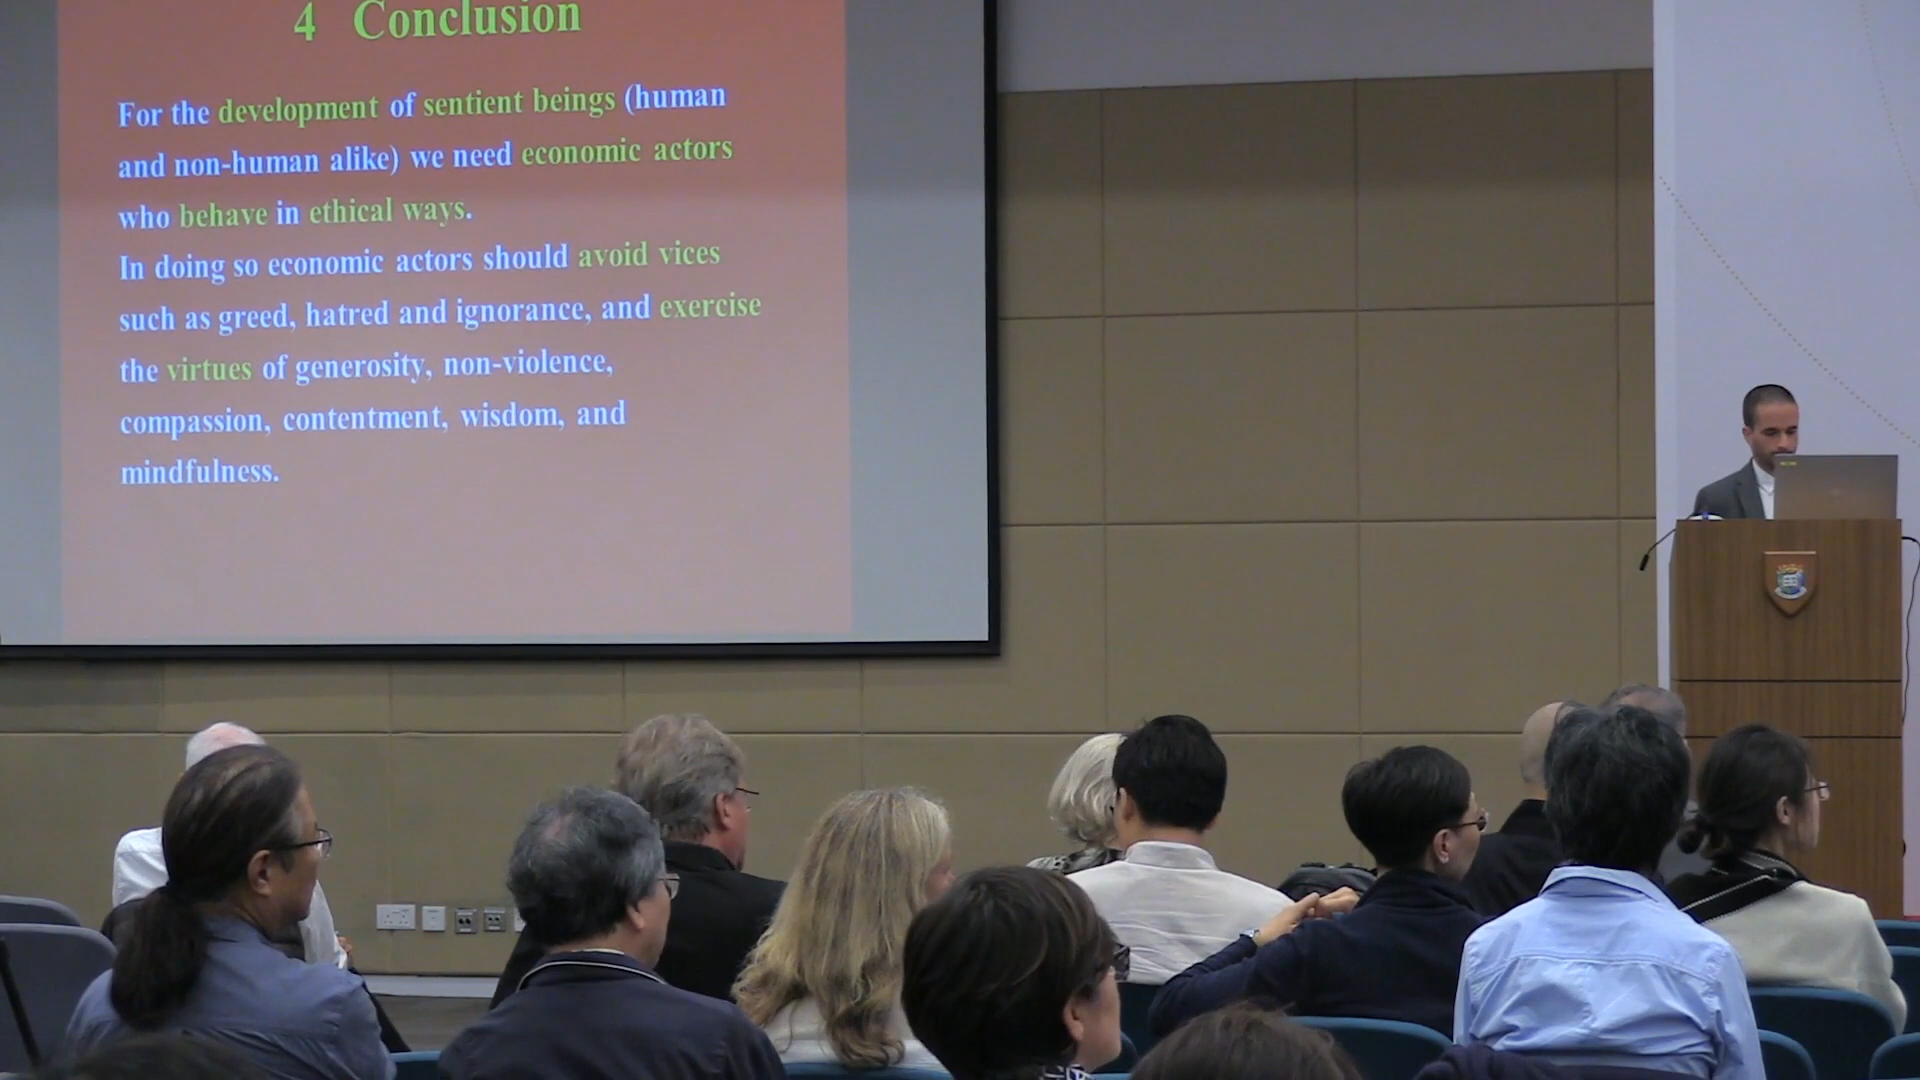 4 Conclusion
For the development of sentient beings (human
and non-human alike) we need economic actors
who behave in ethical ways.
In doing so economic actors should avoid vices
such as greed, hatred and ignorance, and exercise
the virtues of generosity, non-violence,
compassion, contentment, wisdom, and
mindfulness.